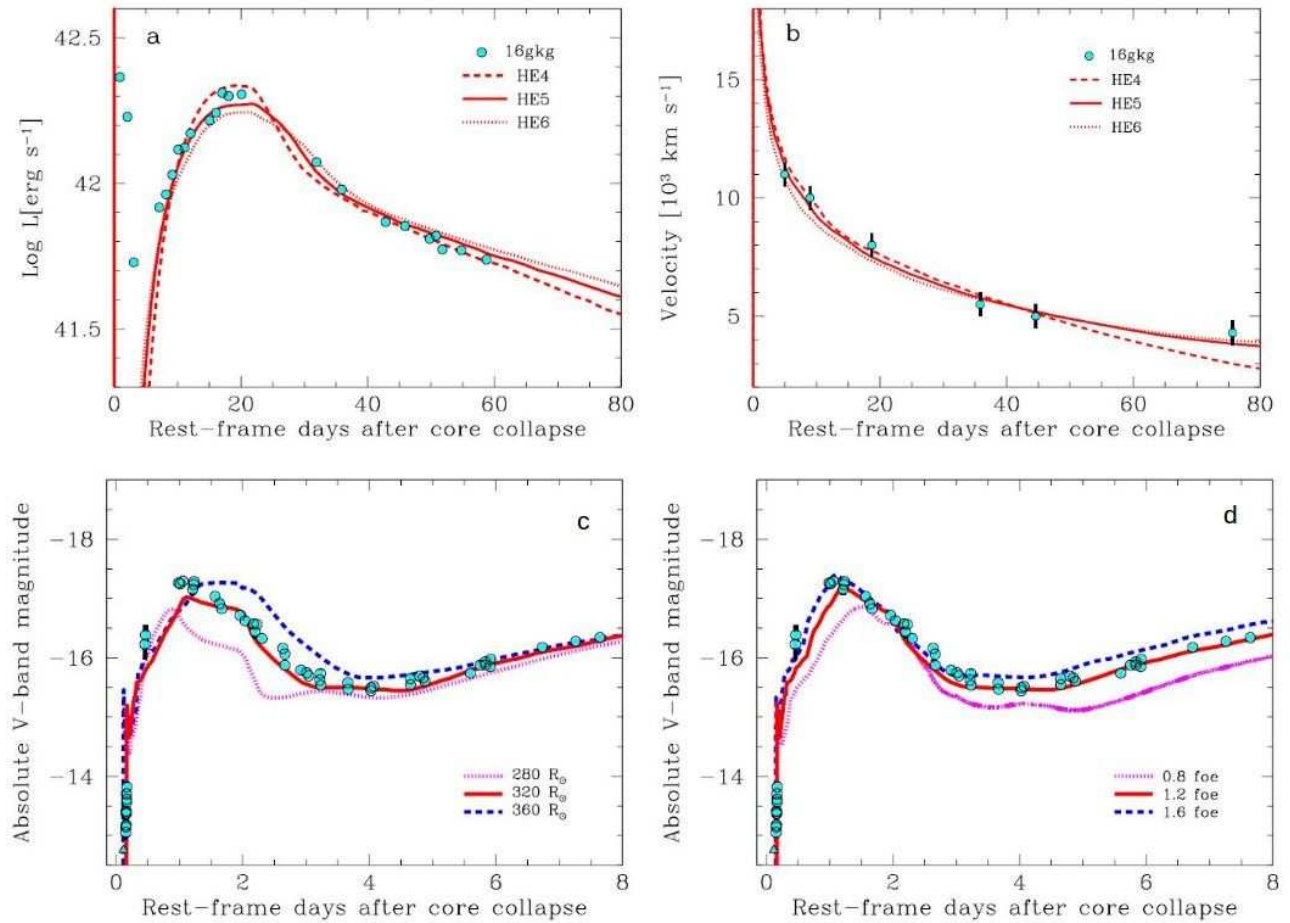 a
16gkg
HE4
HE5
HE6
42.5
42
41.5
Log L[erg s⁻¹]
0 20 40 60 80
Rest-frame days after core collapse
b
16gkg
HE4
HE5
HE6
15
10
5
Velocity [10³ km s⁻¹]
0 20 40 60 80
Rest-frame days after core collapse
c
-18
-16
-14
Absolute V-band magnitude
280 R☉
320 R☉
360 R☉
0 2 4 6 8
Rest-frame days after core collapse
d
-18
-16
-14
Absolute V-band magnitude
0.8 foe
1.2 foe
1.6 foe
0 2 4 6 8
Rest-frame days after core collapse